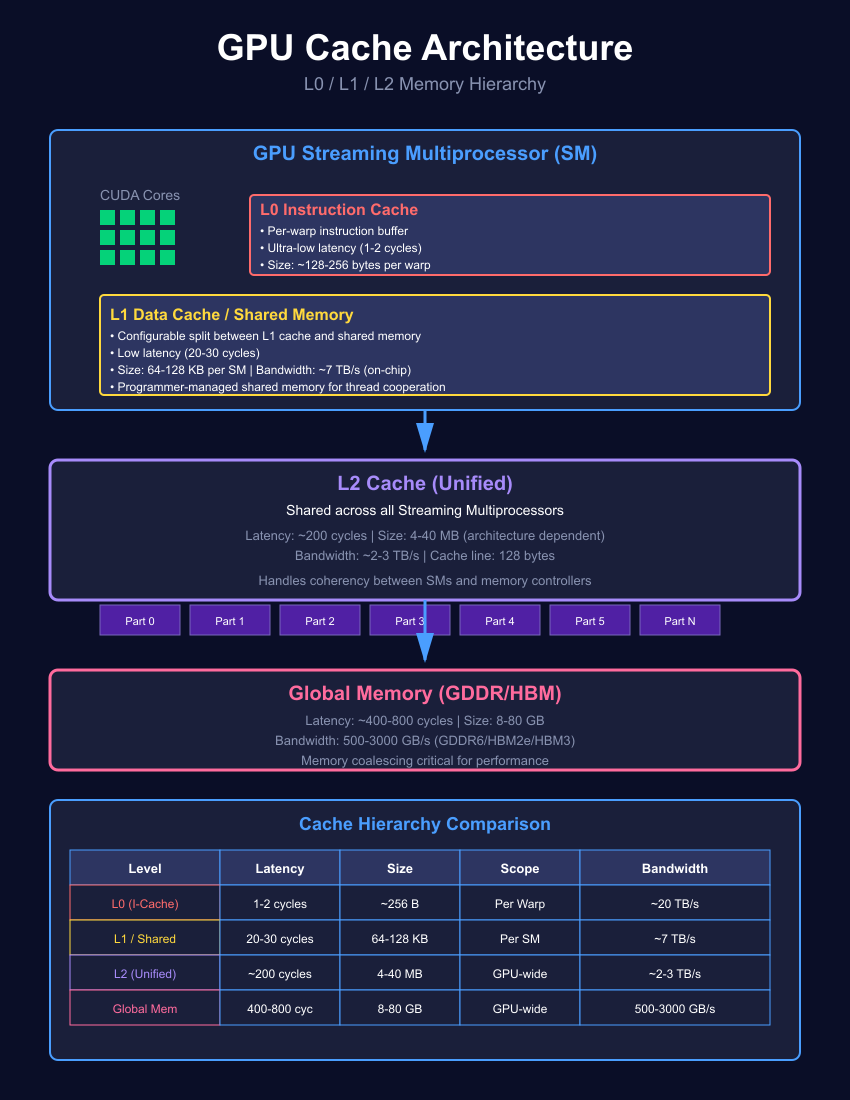 GPU Cache Architecture
L0 / L1 / L2 Memory Hierarchy
GPU Streaming Multiprocessor (SM)
CUDA Cores
L0 Instruction Cache
• Per-warp instruction buffer
• Ultra-low latency (1-2 cycles)
• Size: ~128-256 bytes per warp
L1 Data Cache / Shared Memory
• Configurable split between L1 cache and shared memory
• Low latency (20-30 cycles)
• Size: 64-128 KB per SM | Bandwidth: ~7 TB/s (on-chip)
• Programmer-managed shared memory for thread cooperation
L2 Cache (Unified)
Shared across all Streaming Multiprocessors
Latency: ~200 cycles | Size: 4-40 MB (architecture dependent)
Bandwidth: ~2-3 TB/s | Cache line: 128 bytes
Handles coherency between SMs and memory controllers
Part 0 Part 1 Part 2 Part 3 Part 4 Part 5 Part N
Global Memory (GDDR/HBM)
Latency: ~400-800 cycles | Size: 8-80 GB
Bandwidth: 500-3000 GB/s (GDDR6/HBM2e/HBM3)
Memory coalescing critical for performance
Cache Hierarchy Comparison
Level Latency Size Scope Bandwidth
L0 (I-Cache) 1-2 cycles ~256 B Per Warp ~20 TB/s
L1 / Shared 20-30 cycles 64-128 KB Per SM ~7 TB/s
L2 (Unified) ~200 cycles 4-40 MB GPU-wide ~2-3 TB/s
Global Mem 400-800 cyc 8-80 GB GPU-wide 500-3000 GB/s